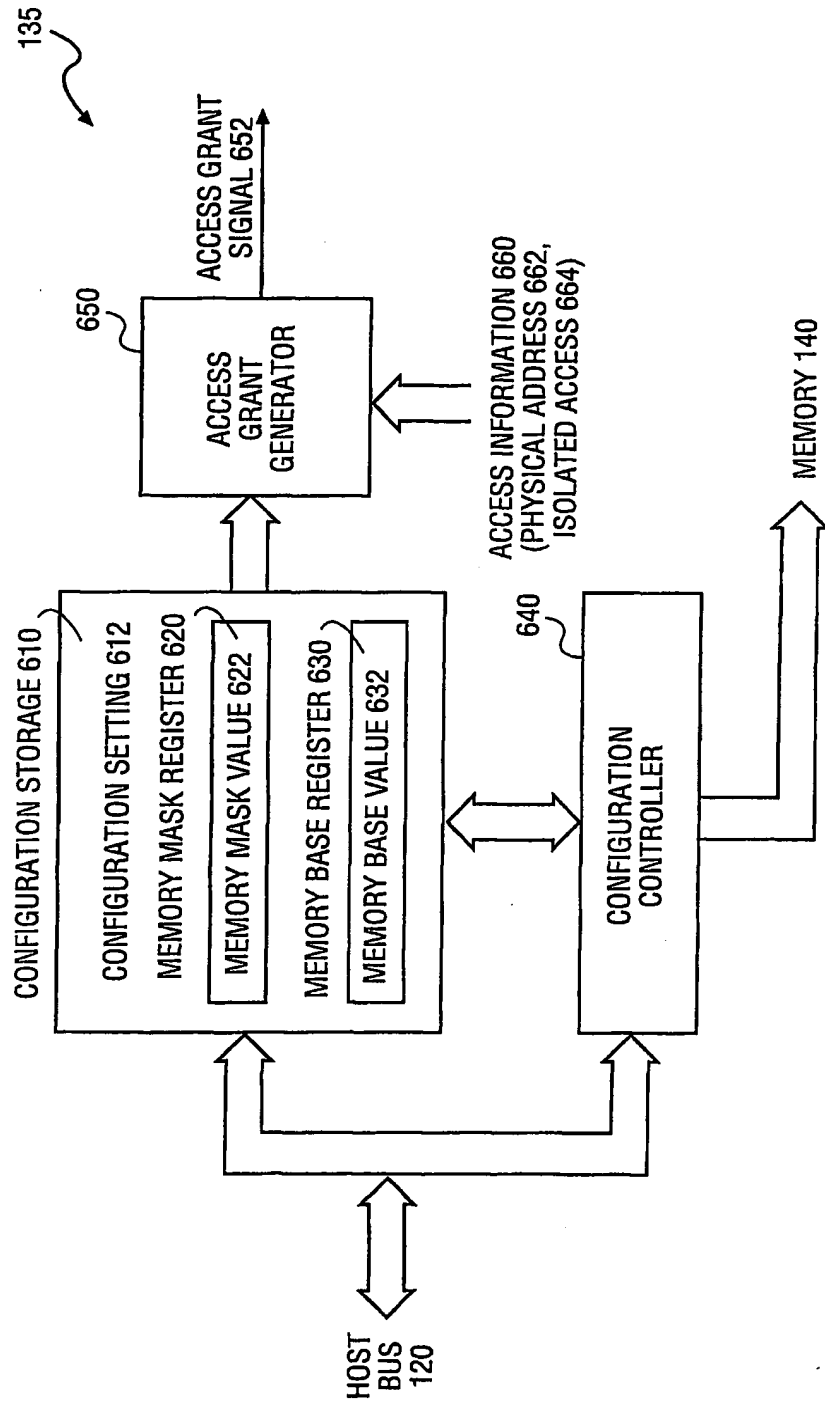 135
CONFIGURATION STORAGE 610
CONFIGURATION SETTING 612
MEMORY MASK REGISTER 620
MEMORY MASK VALUE 622
MEMORY BASE REGISTER 630
MEMORY BASE VALUE 632
650
ACCESS
GRANT
GENERATOR
ACCESS GRANT
SIGNAL 652
ACCESS INFORMATION 660
(PHYSICAL ADDRESS 662,
ISOLATED ACCESS 664)
HOST
BUS
120
640
CONFIGURATION
CONTROLLER
MEMORY 140